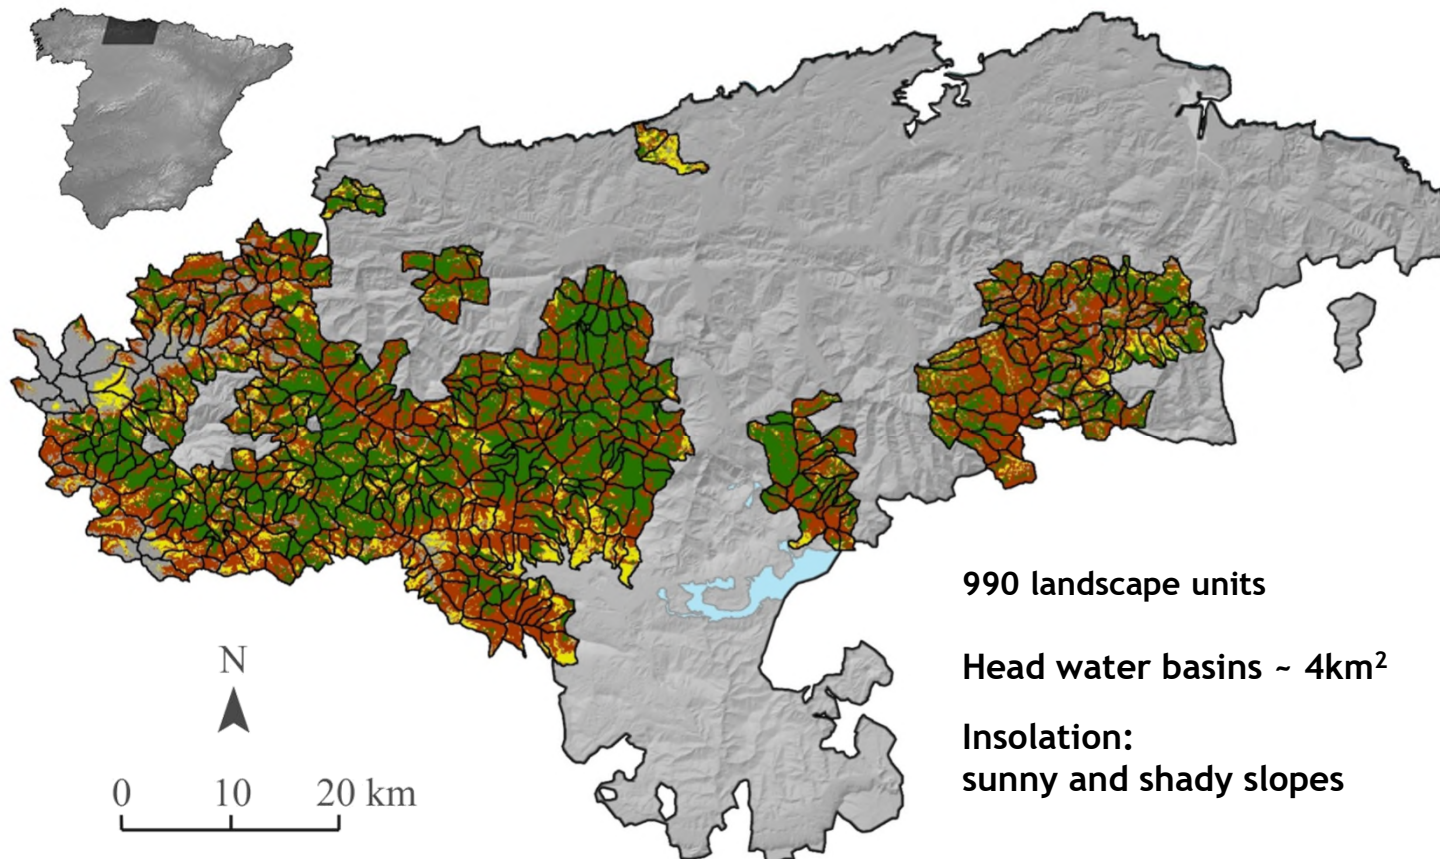 990 landscape units
Head water basins ~ 4km²
Insolation:
sunny and shady slopes
N
0 10 20 km